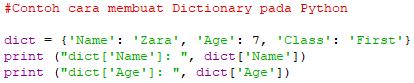 #Contoh cara membuat Dictionary pada Python
dict = {'Name': 'Zara', 'Age': 7, 'Class': 'First'}
print ("dict['Name']: ", dict['Name'])
print ("dict['Age']: ", dict['Age'])